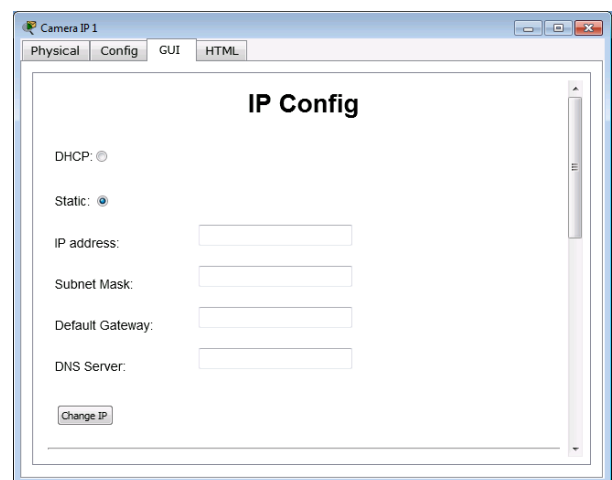 Camera IP 1
Physical Config GUI HTML
IP Config
DHCP:
Static:
IP address:
Subnet Mask:
Default Gateway:
DNS Server:
Change IP